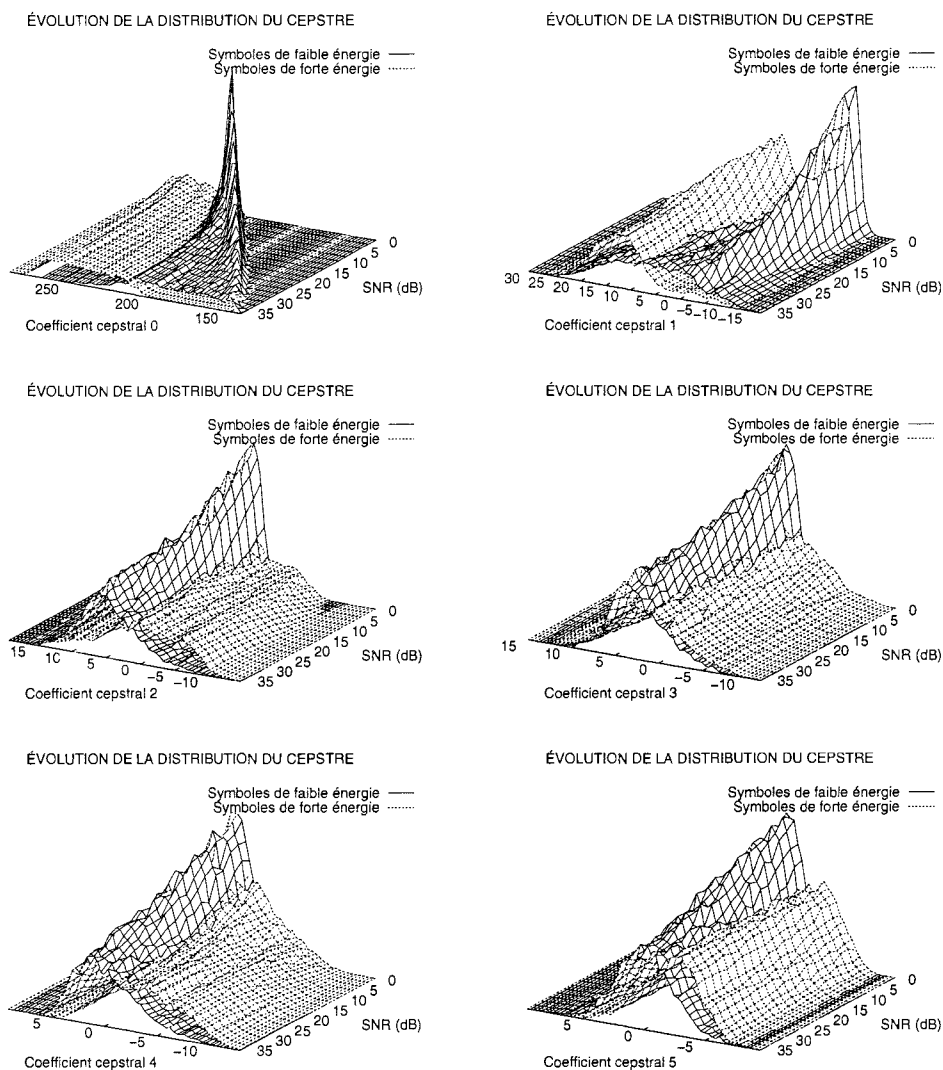 ÉVOLUTION DE LA DISTRIBUTION DU CEPSTRE
Symboles de faible énergie
Symboles de forte énergie
250
200
150
35 30 25 20 15 10 5 0
SNR (dB)
Coefficient cepstral 0
ÉVOLUTION DE LA DISTRIBUTION DU CEPSTRE
Symboles de faible énergie
Symboles de forte énergie
30 25 20 15 10 5 0 −5 −10 −15
35 30 25 20 15 10 5 0
SNR (dB)
Coefficient cepstral 1
ÉVOLUTION DE LA DISTRIBUTION DU CEPSTRE
Symboles de faible énergie
Symboles de forte énergie
15 10 5 0 −5 −10
35 30 25 20 15 10 5 0
SNR (dB)
Coefficient cepstral 2
ÉVOLUTION DE LA DISTRIBUTION DU CEPSTRE
Symboles de faible énergie
Symboles de forte énergie
15 10 5 0 −5 −10
35 30 25 20 15 10 5 0
SNR (dB)
Coefficient cepstral 3
ÉVOLUTION DE LA DISTRIBUTION DU CEPSTRE
Symboles de faible énergie
Symboles de forte énergie
5 0 −5 −10
35 30 25 20 15 10 5 0
SNR (dB)
Coefficient cepstral 4
ÉVOLUTION DE LA DISTRIBUTION DU CEPSTRE
Symboles de faible énergie
Symboles de forte énergie
5 0 −5
35 30 25 20 15 10 5 0
SNR (dB)
Coefficient cepstral 5